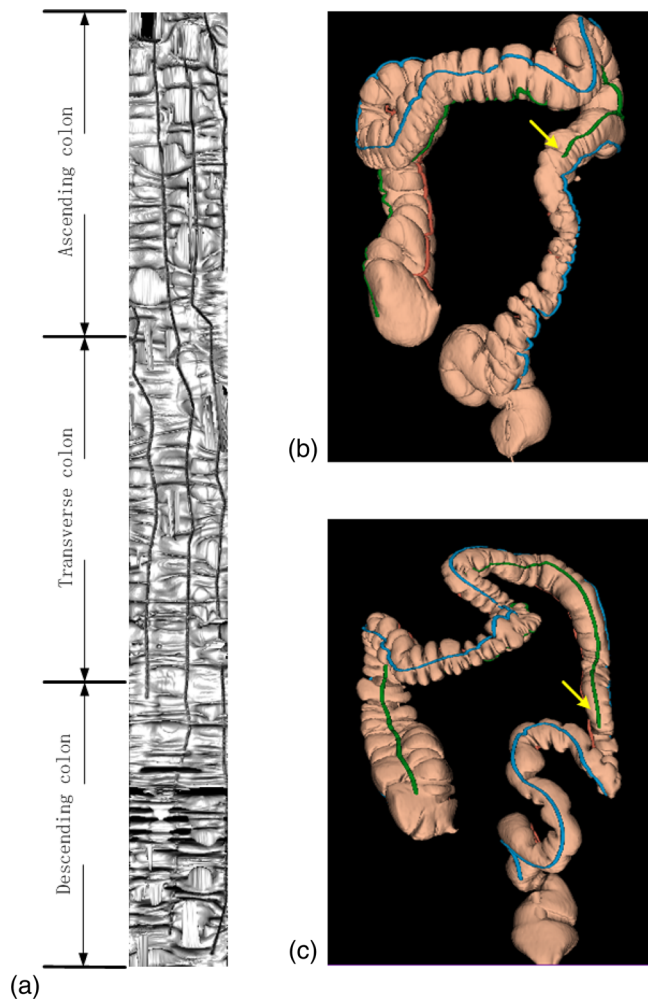 Ascending colon
Transverse colon
Descending colon
(a)
(b)
(c)